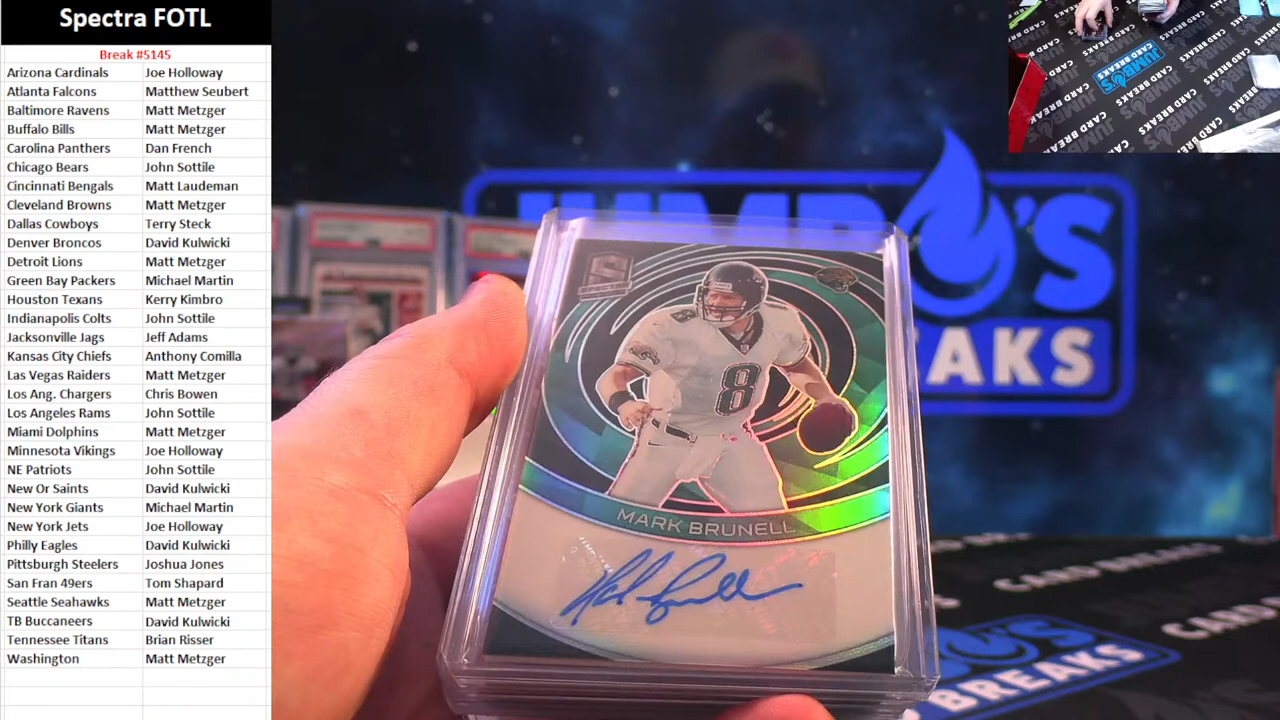 Spectra FOTL
Break #5145
Arizona Cardinals Joe Holloway
Atlanta Falcons Matthew Seubert
Baltimore Ravens Matt Metzger
Buffalo Bills Matt Metzger
Carolina Panthers Dan French
Chicago Bears John Sottile
Cincinnati Bengals Matt Laudeman
Cleveland Browns Matt Metzger
Dallas Cowboys Terry Steck
Denver Broncos David Kulwicki
Detroit Lions Matt Metzger
Green Bay Packers Michael Martin
Houston Texans Kerry Kimbro
Indianapolis Colts John Sottile
Jacksonville Jags Jeff Adams
Kansas City Chiefs Anthony Comilla
Las Vegas Raiders Matt Metzger
Los Ang. Chargers Chris Bowen
Los Angeles Rams John Sottile
Miami Dolphins Matt Metzger
Minnesota Vikings Joe Holloway
NE Patriots John Sottile
New Or Saints David Kulwicki
New York Giants Michael Martin
New York Jets Joe Holloway
Philly Eagles David Kulwicki
Pittsburgh Steelers Joshua Jones
San Fran 49ers Tom Shapard
Seattle Seahawks Matt Metzger
TB Buccaneers David Kulwicki
Tennessee Titans Brian Risser
Washington Matt Metzger
JUMBO'S
CARD BREAKS
JUMBO'S
BREAKS
8
MARK BRUNELL
CARD BREAKS
BREAKS